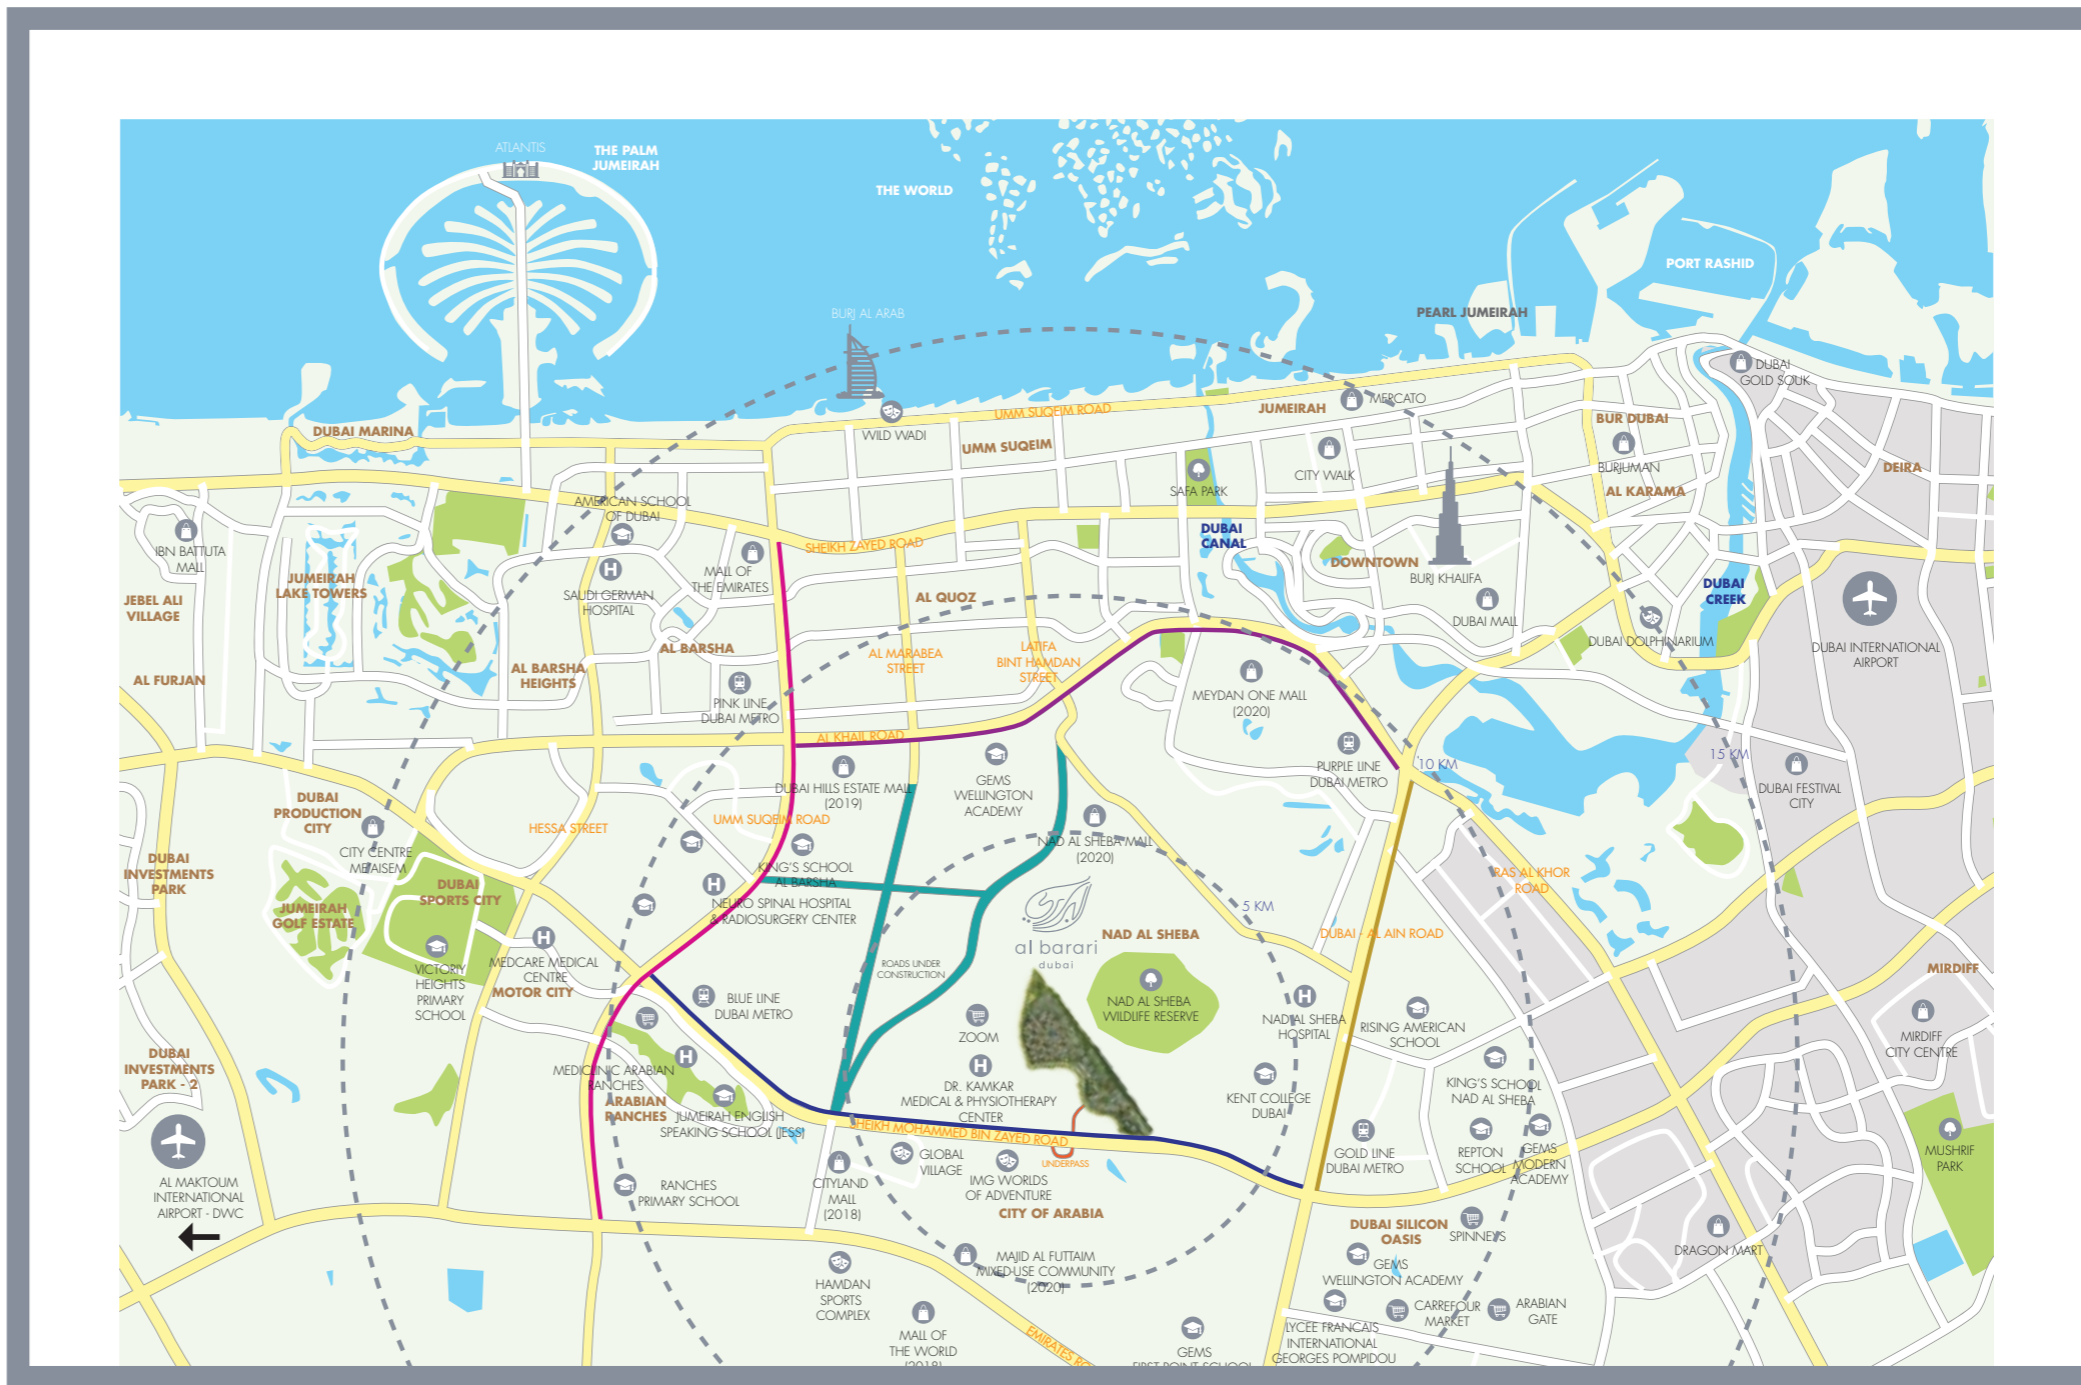 ATLANTIS
THE PALM
JUMEIRAH
THE WORLD
PORT RASHID
BURJ AL ARAB
PEARL JUMEIRAH
DUBAI
GOLD SOUK
MERCATO
JUMEIRAH
UMM SUQEIM ROAD
BUR DUBAI
DUBAI MARINA
WILD WADI
UMM SUQEIM
CITY WALK
BURJUMAN
DEIRA
SAFA PARK
AL KARAMA
AMERICAN SCHOOL
OF DUBAI
DUBAI
CANAL
SHEIKH ZAYED ROAD
IBN BATTUTA
MALL
MALL OF
THE EMIRATES
DOWNTOWN
BURJ KHALIFA
JUMEIRAH
LAKE TOWERS
SAUDI GERMAN
HOSPITAL
DUBAI
CREEK
JEBEL ALI
VILLAGE
AL QUOZ
DUBAI MALL
DUBAI DOLPHINARIUM
DUBAI INTERNATIONAL
AIRPORT
AL BARSHA
AL MARABEA
STREET
LATIFA
BINT HAMDAN
STREET
AL BARSHA
HEIGHTS
AL FURJAN
PINK LINE
DUBAI METRO
MEYDAN ONE MALL
(2020)
AL KHAIL ROAD
PURPLE LINE
DUBAI METRO
10 KM
15 KM
DUBAI HILLS ESTATE MALL
(2019)
GEMS
WELLINGTON
ACADEMY
DUBAI FESTIVAL
CITY
DUBAI
PRODUCTION
CITY
HESSA STREET
UMM SUQEIM ROAD
NAD AL SHEBA MALL
(2020)
CITY CENTRE
ME'AISEM
DUBAI
INVESTMENTS
PARK
KING'S SCHOOL
AL BARSHA
RAS AL KHOR
ROAD
DUBAI
SPORTS CITY
JUMEIRAH
GOLF ESTATE
NEURO SPINAL HOSPITAL
& RADIOSURGERY CENTER
5 KM
al barari
dubai
NAD AL SHEBA
DUBAI - AL AIN ROAD
ROADS UNDER
CONSTRUCTION
MEDCARE MEDICAL
CENTRE
MOTOR CITY
VICTORIY
HEIGHTS
PRIMARY
SCHOOL
MIRDIFF
BLUE LINE
DUBAI METRO
NAD AL SHEBA
WILDLIFE RESERVE
NAD AL SHEBA
HOSPITAL
RISING AMERICAN
SCHOOL
ZOOM
MIRDIFF
CITY CENTRE
DUBAI
INVESTMENTS
PARK - 2
MEDICLINIC ARABIAN
RANCHES
ARABIAN
RANCHES
DR. KAMKAR
MEDICAL & PHYSIOTHERAPY
CENTER
KENT COLLEGE
DUBAI
KING'S SCHOOL
NAD AL SHEBA
JUMEIRAH ENGLISH
SPEAKING SCHOOL (JESS)
SHEIKH MOHAMMED BIN ZAYED ROAD
UNDERPASS
GLOBAL
VILLAGE
GOLD LINE
DUBAI METRO
REPTON
SCHOOL
GEMS
MODERN
ACADEMY
MUSHRIF
PARK
AL MAKTOUM
INTERNATIONAL
AIRPORT - DWC
RANCHES
PRIMARY SCHOOL
CITYLAND
MALL
(2018)
IMG WORLDS
OF ADVENTURE
CITY OF ARABIA
DUBAI SILICON
OASIS
SPINNEYS
DRAGON MART
MAJID AL FUTTAIM
MIXED-USE COMMUNITY
(2020)
GEMS
WELLINGTON ACADEMY
HAMDAN
SPORTS
COMPLEX
CARREFOUR
MARKET
ARABIAN
GATE
MALL OF
THE WORLD
(2018)
EMIRATES
GEMS
FIRST POINT SCHOOL
LYCEE FRANCAIS
INTERNATIONAL
GEORGES POMPIDOU